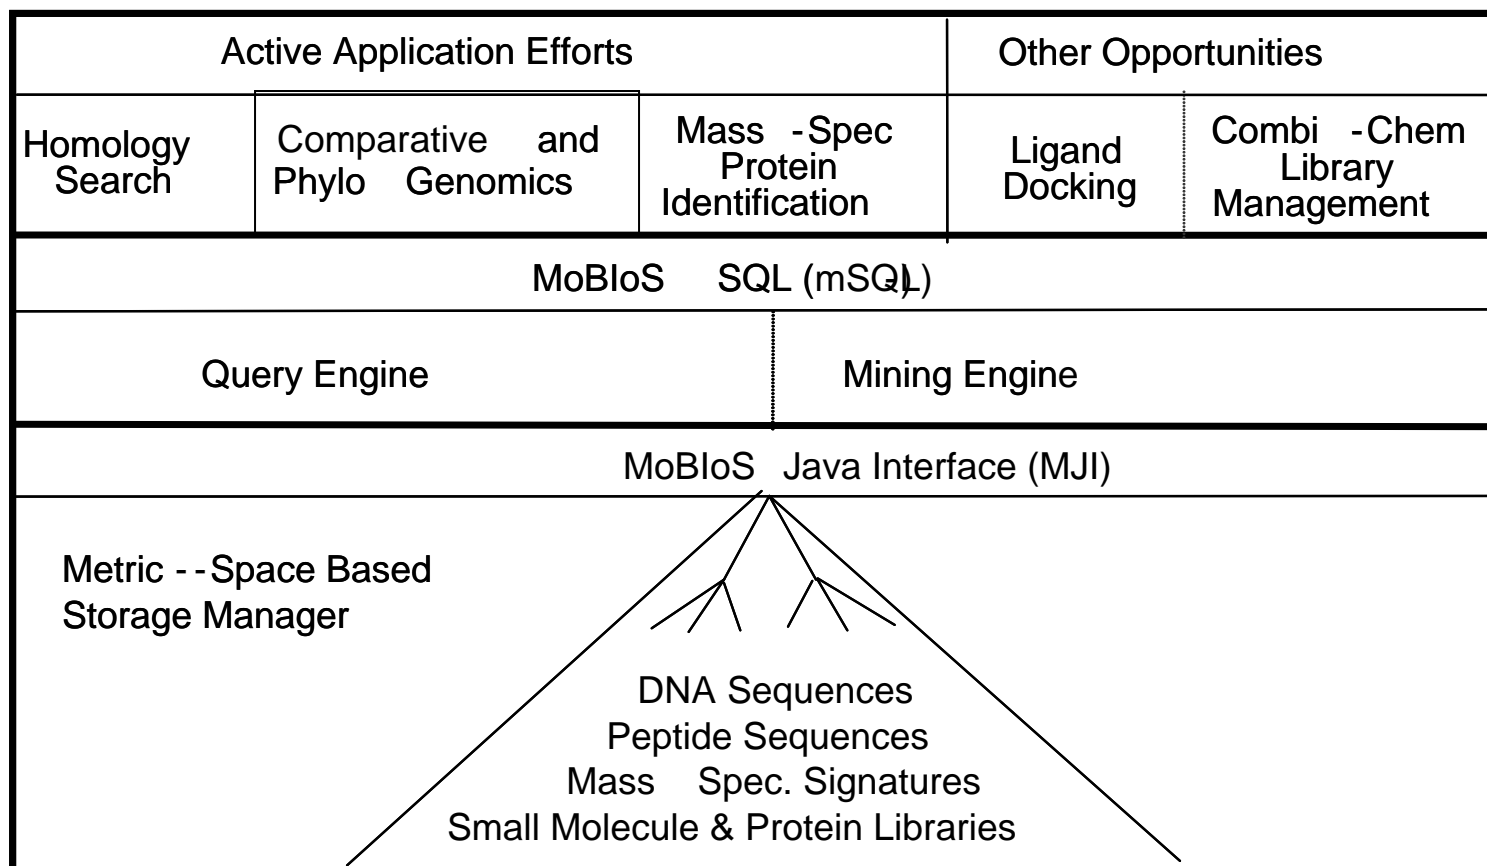 Active Application Efforts
Other Opportunities
Homology
Search
Comparative and
Phylo Genomics
Mass -Spec
Protein
Identification
Ligand
Docking
Combi -Chem
Library
Management
MoBIoS SQL (mSQL)
Query Engine
Mining Engine
MoBIoS Java Interface (MJI)
Metric --Space Based
Storage Manager
DNA Sequences
Peptide Sequences
Mass Spec. Signatures
Small Molecule & Protein Libraries